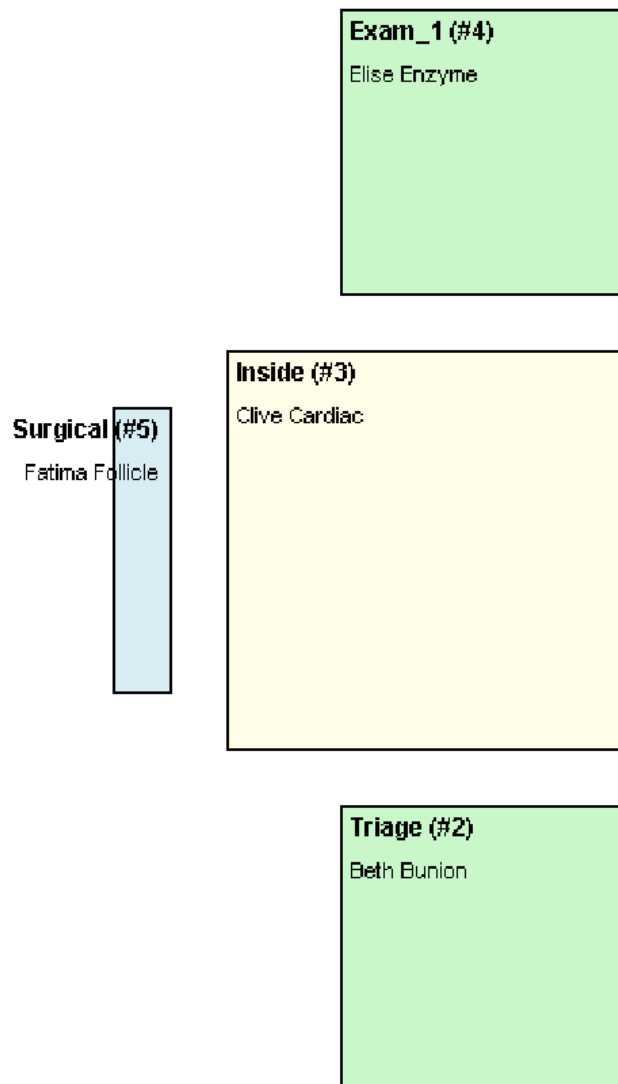 Exam_1 (#4)
Elise Enzyme
Inside (#3)
Clive Cardiac
Surgical (#5)
Fatima Follicle
Triage (#2)
Beth Bunion